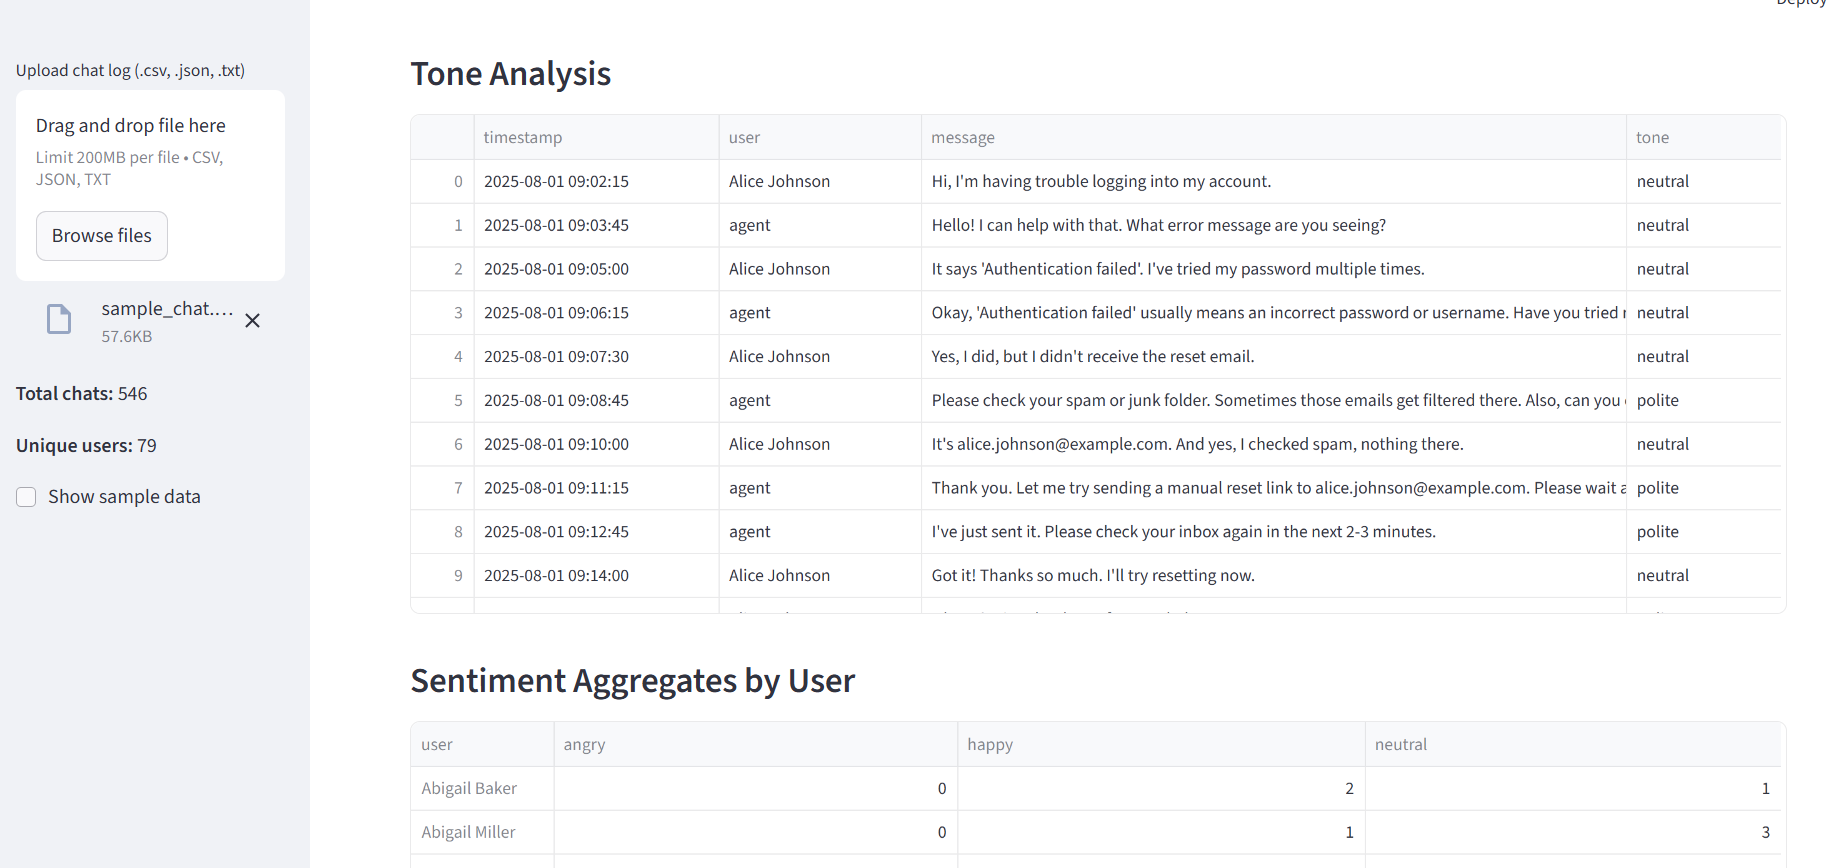 Deploy
Upload chat log (.csv, .json, .txt)
Drag and drop file here
Limit 200MB per file • CSV,
JSON, TXT
Browse files
sample_chat....
57.6KB
Total chats: 546
Unique users: 79
Show sample data
Tone Analysis
timestamp user message tone
0 2025-08-01 09:02:15 Alice Johnson Hi, I'm having trouble logging into my account. neutral
1 2025-08-01 09:03:45 agent Hello! I can help with that. What error message are you seeing? neutral
2 2025-08-01 09:05:00 Alice Johnson It says 'Authentication failed'. I've tried my password multiple times. neutral
3 2025-08-01 09:06:15 agent Okay, 'Authentication failed' usually means an incorrect password or username. Have you tried neutral
4 2025-08-01 09:07:30 Alice Johnson Yes, I did, but I didn't receive the reset email. neutral
5 2025-08-01 09:08:45 agent Please check your spam or junk folder. Sometimes those emails get filtered there. Also, can you polite
6 2025-08-01 09:10:00 Alice Johnson It's alice.johnson@example.com. And yes, I checked spam, nothing there. neutral
7 2025-08-01 09:11:15 agent Thank you. Let me try sending a manual reset link to alice.johnson@example.com. Please wait polite
8 2025-08-01 09:12:45 agent I've just sent it. Please check your inbox again in the next 2-3 minutes. polite
9 2025-08-01 09:14:00 Alice Johnson Got it! Thanks so much. I'll try resetting now. neutral
Sentiment Aggregates by User
user angry happy neutral
Abigail Baker 0 2 1
Abigail Miller 0 1 3